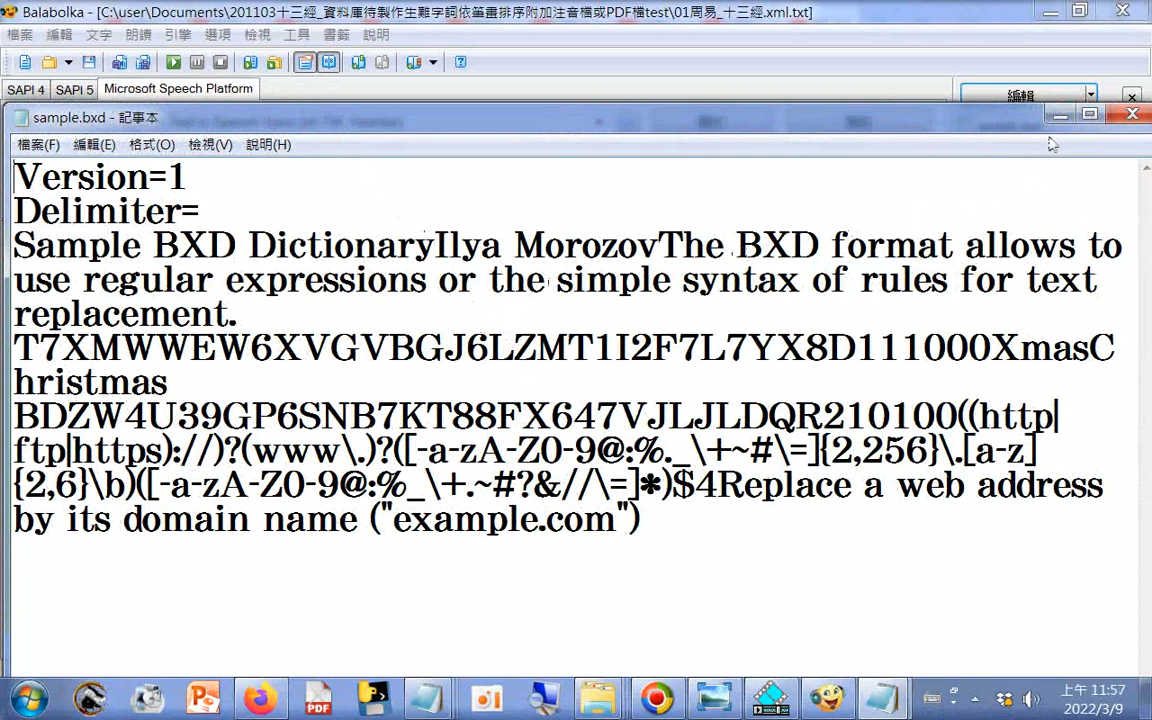 Balabolka - [C:\user\Documents\201103十三經_資料庫待製作生難字詞依筆畫排序附加注音檔或PDF檔test\01周易_十三經.xml.txt]
檔案 編輯 文字 朗讀 引擎 選項 檢視 工具 書籤 說明
SAPI 4 SAPI 5 Microsoft Speech Platform
編輯
sample.bxd - 記事本
檔案(F) 編輯(E) 格式(O) 檢視(V) 說明(H)
Version=1
Delimiter=
Sample BXD DictionaryIlya MorozovThe BXD format allows to
use regular expressions or the simple syntax of rules for text
replacement.
T7XMWWEW6XVGVBGJ6LZMT1I2F7L7YX8D111000XmasC
hristmas
BDZW4U39GP6SNB7KT88FX647VJLJLDQR210100((http|
ftp|https)://)?(www\.)?([-a-zA-Z0-9@:%._\+~#\=]{2,256}\.[a-z]
{2,6}\b)([-a-zA-Z0-9@:%_\+.~#?&//\=]*)$4Replace a web address
by its domain name ("example.com")
上午 11:57
2022/3/9